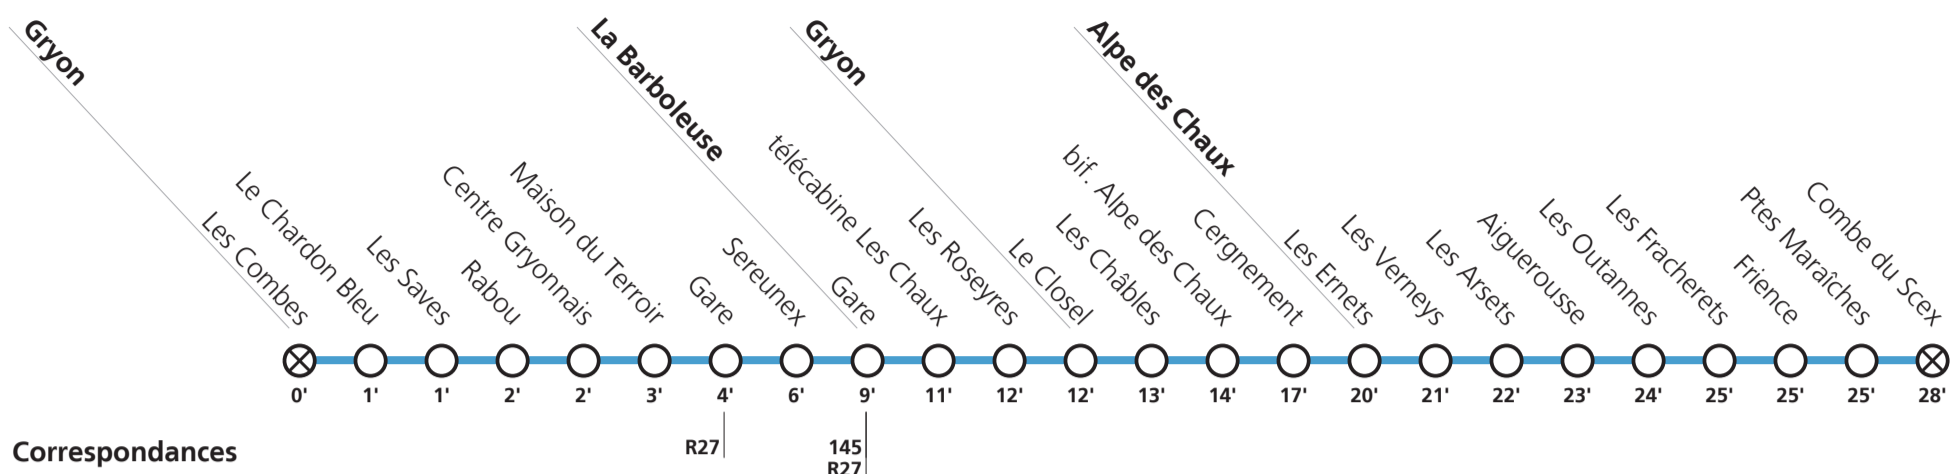 Gryon
La Barboleuse
Gryon
Alpe des Chaux
Les Combes
Le Chardon Bleu
Les Saves
Rabou
Centre Gryonnais
Maison du Terroir
Gare
Sereunex
Gare
télécabine Les Chaux
Les Roseyres
Le Closel
Les Châbles
bif. Alpe des Chaux
Cergnement
Les Ernets
Les Verneys
Les Arsets
Aiguerousse
Les Outannes
Les Fracherets
Frience
Ptes Maraîches
Combe du Scex
0' 1' 1' 2' 2' 3' 4' 6' 9' 11' 12' 12' 13' 14' 17' 20' 21' 22' 23' 24' 25' 25' 25' 28'
Correspondances R27 145
R27